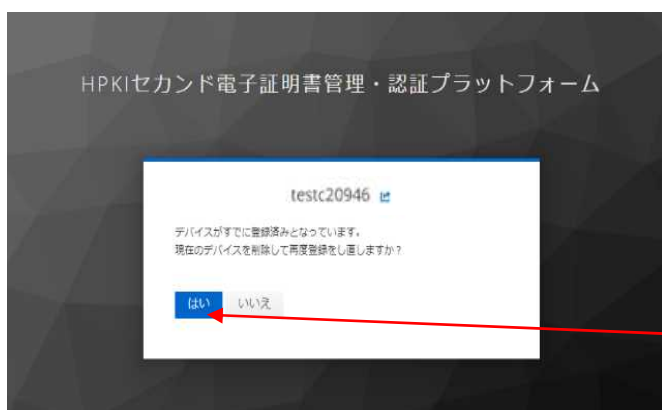 HPKIセカンド電子証明書管理・認証プラットフォーム
testc20946
デバイスがすでに登録済みとなっています。
現在のデバイスを削除して再度登録をし直しますか?
はい いいえ